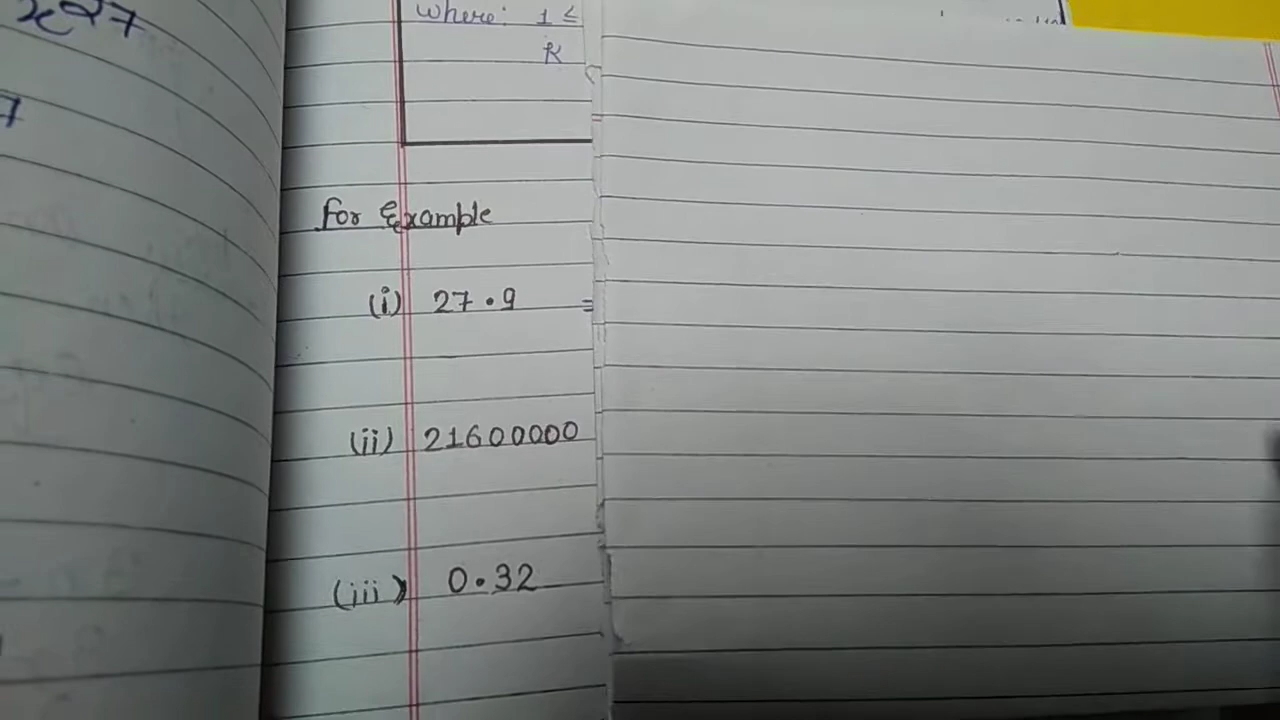 where: 1 ≤
K
for Example
(i) 27.9 =
(ii) 21600000
(iii) 0.32